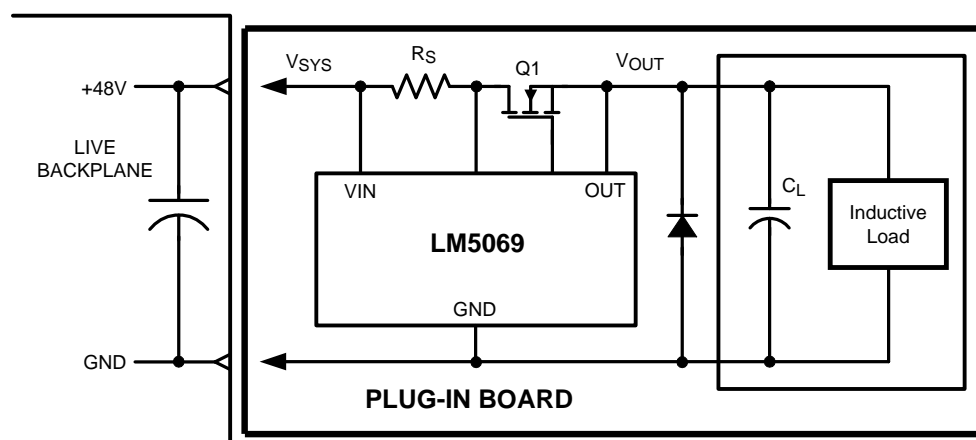 VSYS
RS
Q1
VOUT
+48V
LIVE
BACKPLANE
VIN
OUT
CL
LM5069
Inductive
Load
GND
GND
PLUG-IN BOARD